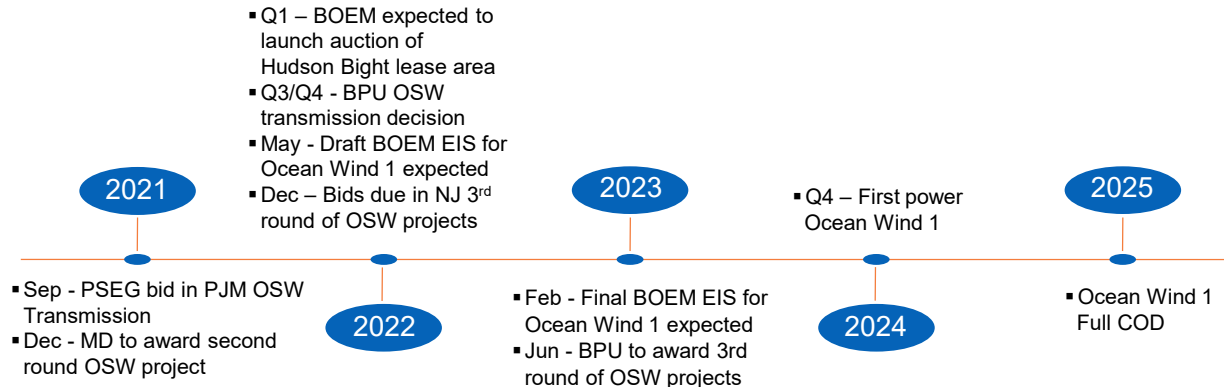 ▪ Q1 – BOEM expected to
launch auction of
Hudson Bight lease area
▪ Q3/Q4 - BPU OSW
transmission decision
▪ May - Draft BOEM EIS for
Ocean Wind 1 expected
▪ Dec – Bids due in NJ 3rd
round of OSW projects
2021
2023
2025
▪ Q4 – First power
Ocean Wind 1
▪ Sep - PSEG bid in PJM OSW
Transmission
▪ Dec - MD to award second
round OSW project
2022
▪ Feb - Final BOEM EIS for
Ocean Wind 1 expected
▪ Jun - BPU to award 3rd
round of OSW projects
2024
▪ Ocean Wind 1
Full COD